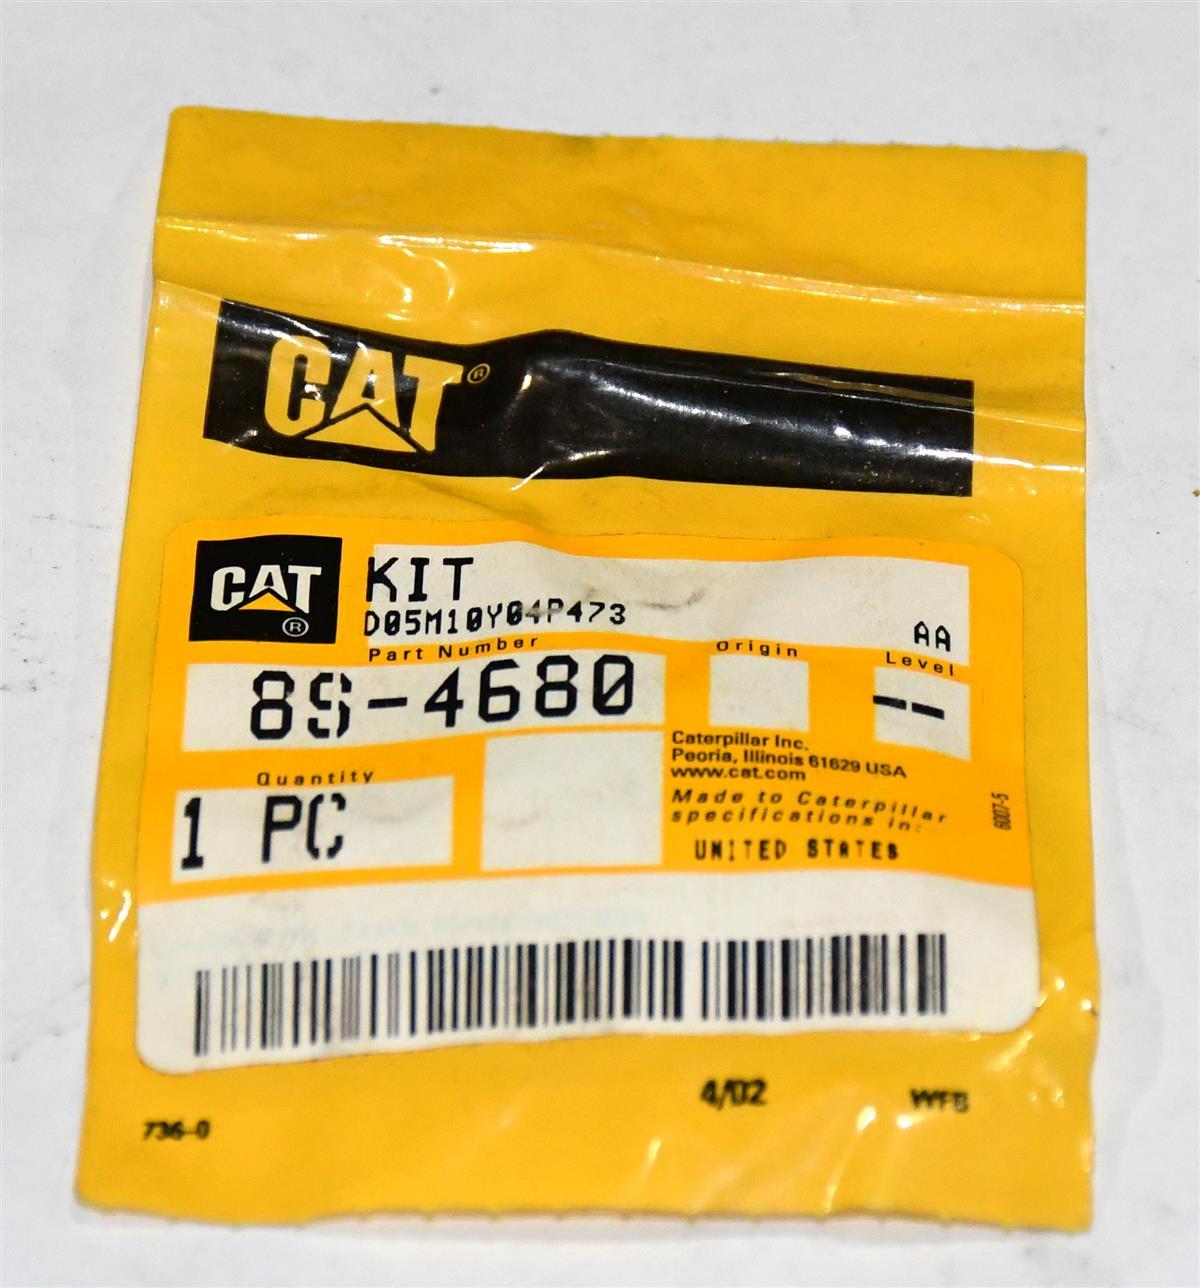 CAT®
CAT®
KIT
D05M10Y04P473
AA
Part Number
Origin
Level
8S-4680
--
Caterpillar Inc.
Peoria, Illinois 61629 USA
www.cat.com
Quantity
1 PC
Made to Caterpillar
specifications in:
UNITED STATES
6007-5
4/02
WFB
736-0